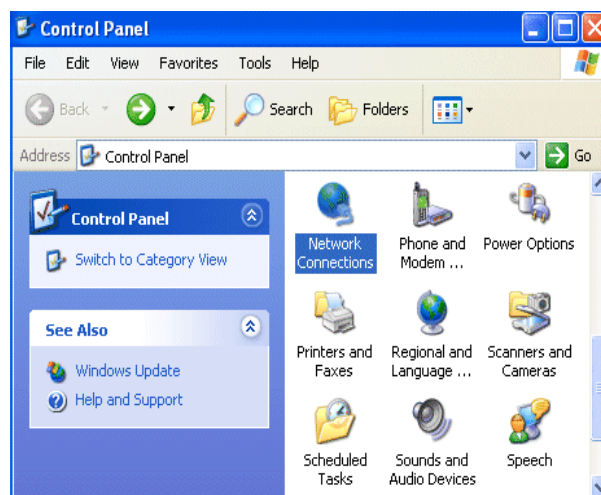 Control Panel
File Edit View Favorites Tools Help
Back Search Folders
Address Control Panel Go
Control Panel
Switch to Category View
See Also
Windows Update
Help and Support
Network Connections
Phone and Modem ...
Power Options
Printers and Faxes
Regional and Language ...
Scanners and Cameras
Scheduled Tasks
Sounds and Audio Devices
Speech